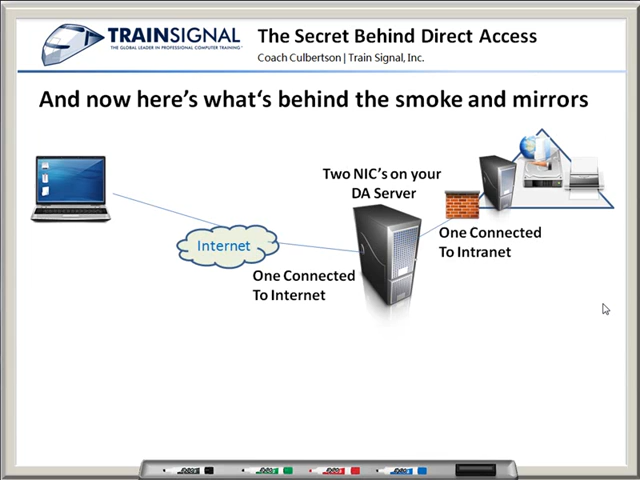 TRAINSIGNAL
THE GLOBAL LEADER IN PROFESSIONAL COMPUTER TRAINING
The Secret Behind Direct Access
Coach Culbertson | Train Signal, Inc.
And now here's what‘s behind the smoke and mirrors
Two NIC's on your
DA Server
Internet
One Connected
To Internet
One Connected
To Intranet